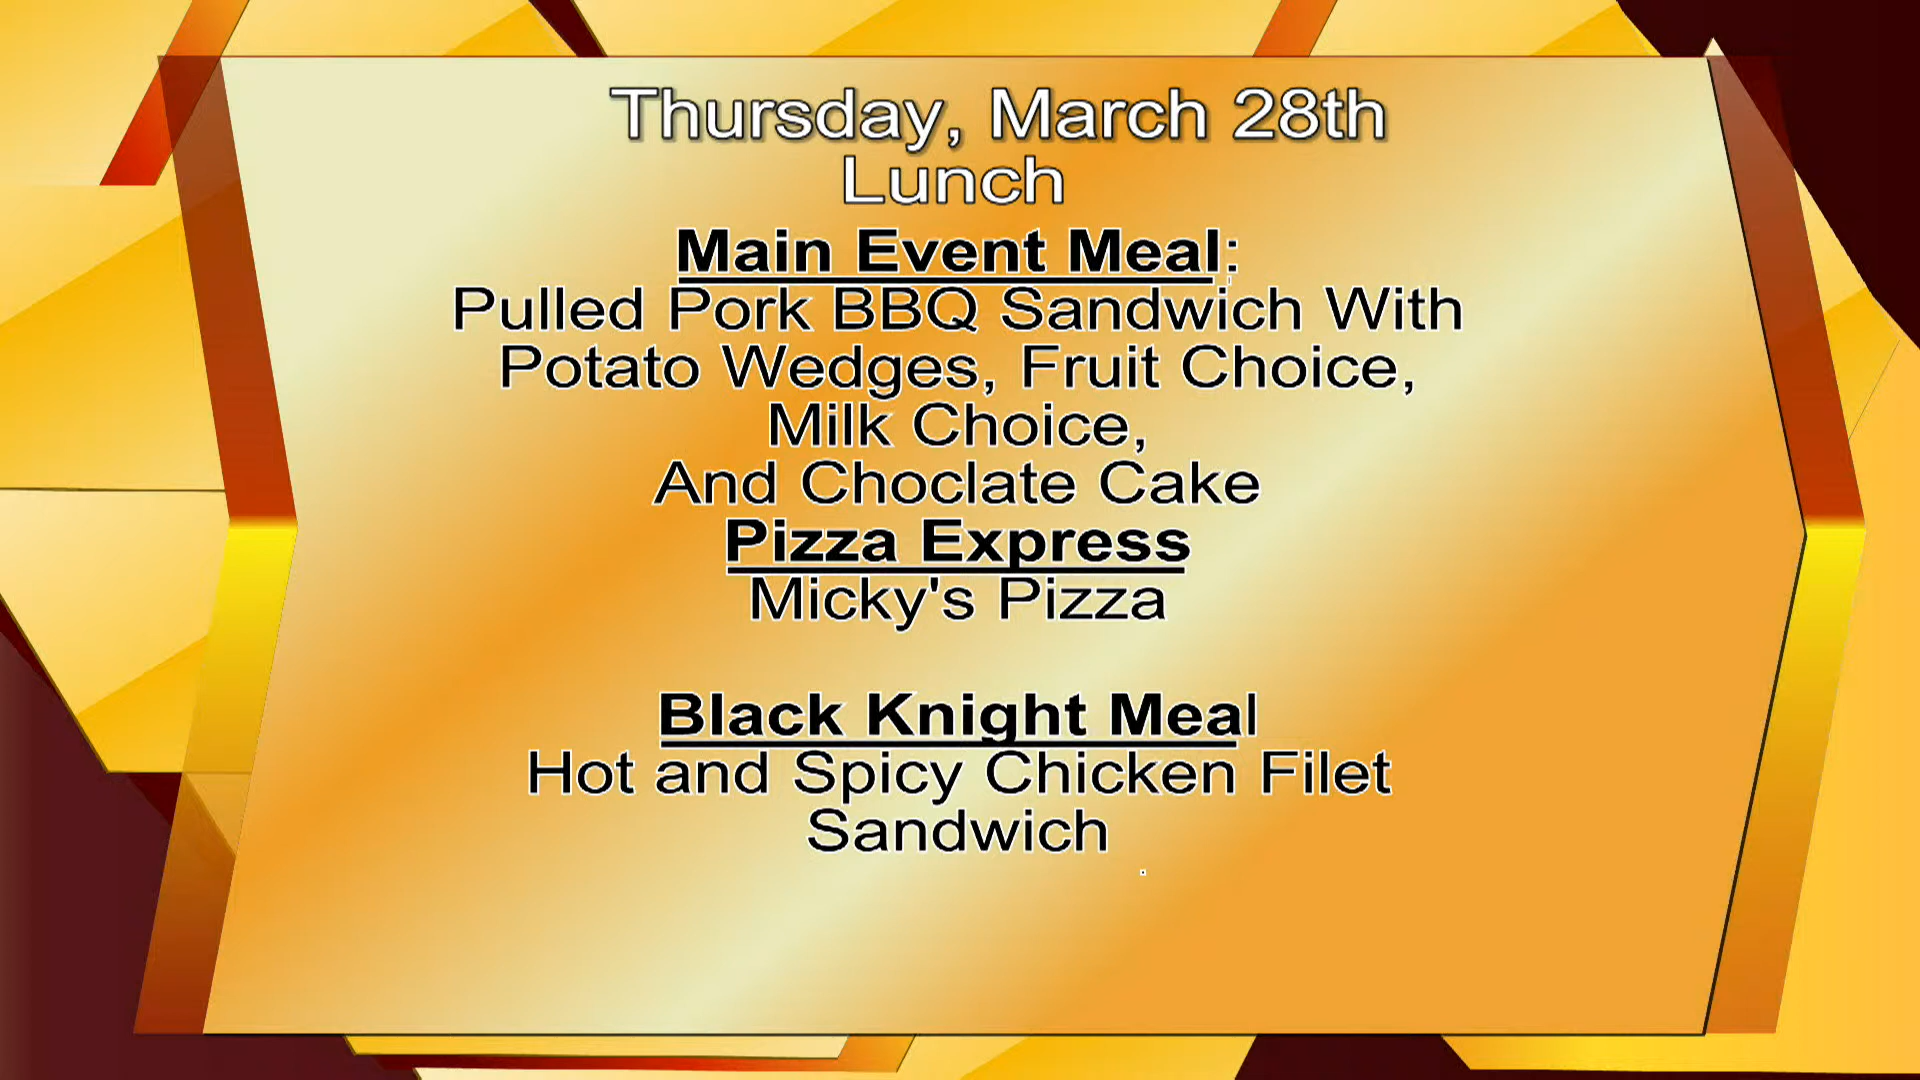 Thursday, March 28th
Lunch
Main Event Meal:
Pulled Pork BBQ Sandwich With
Potato Wedges, Fruit Choice,
Milk Choice,
And Choclate Cake
Pizza Express
Micky's Pizza
Black Knight Meal
Hot and Spicy Chicken Filet
Sandwich
.